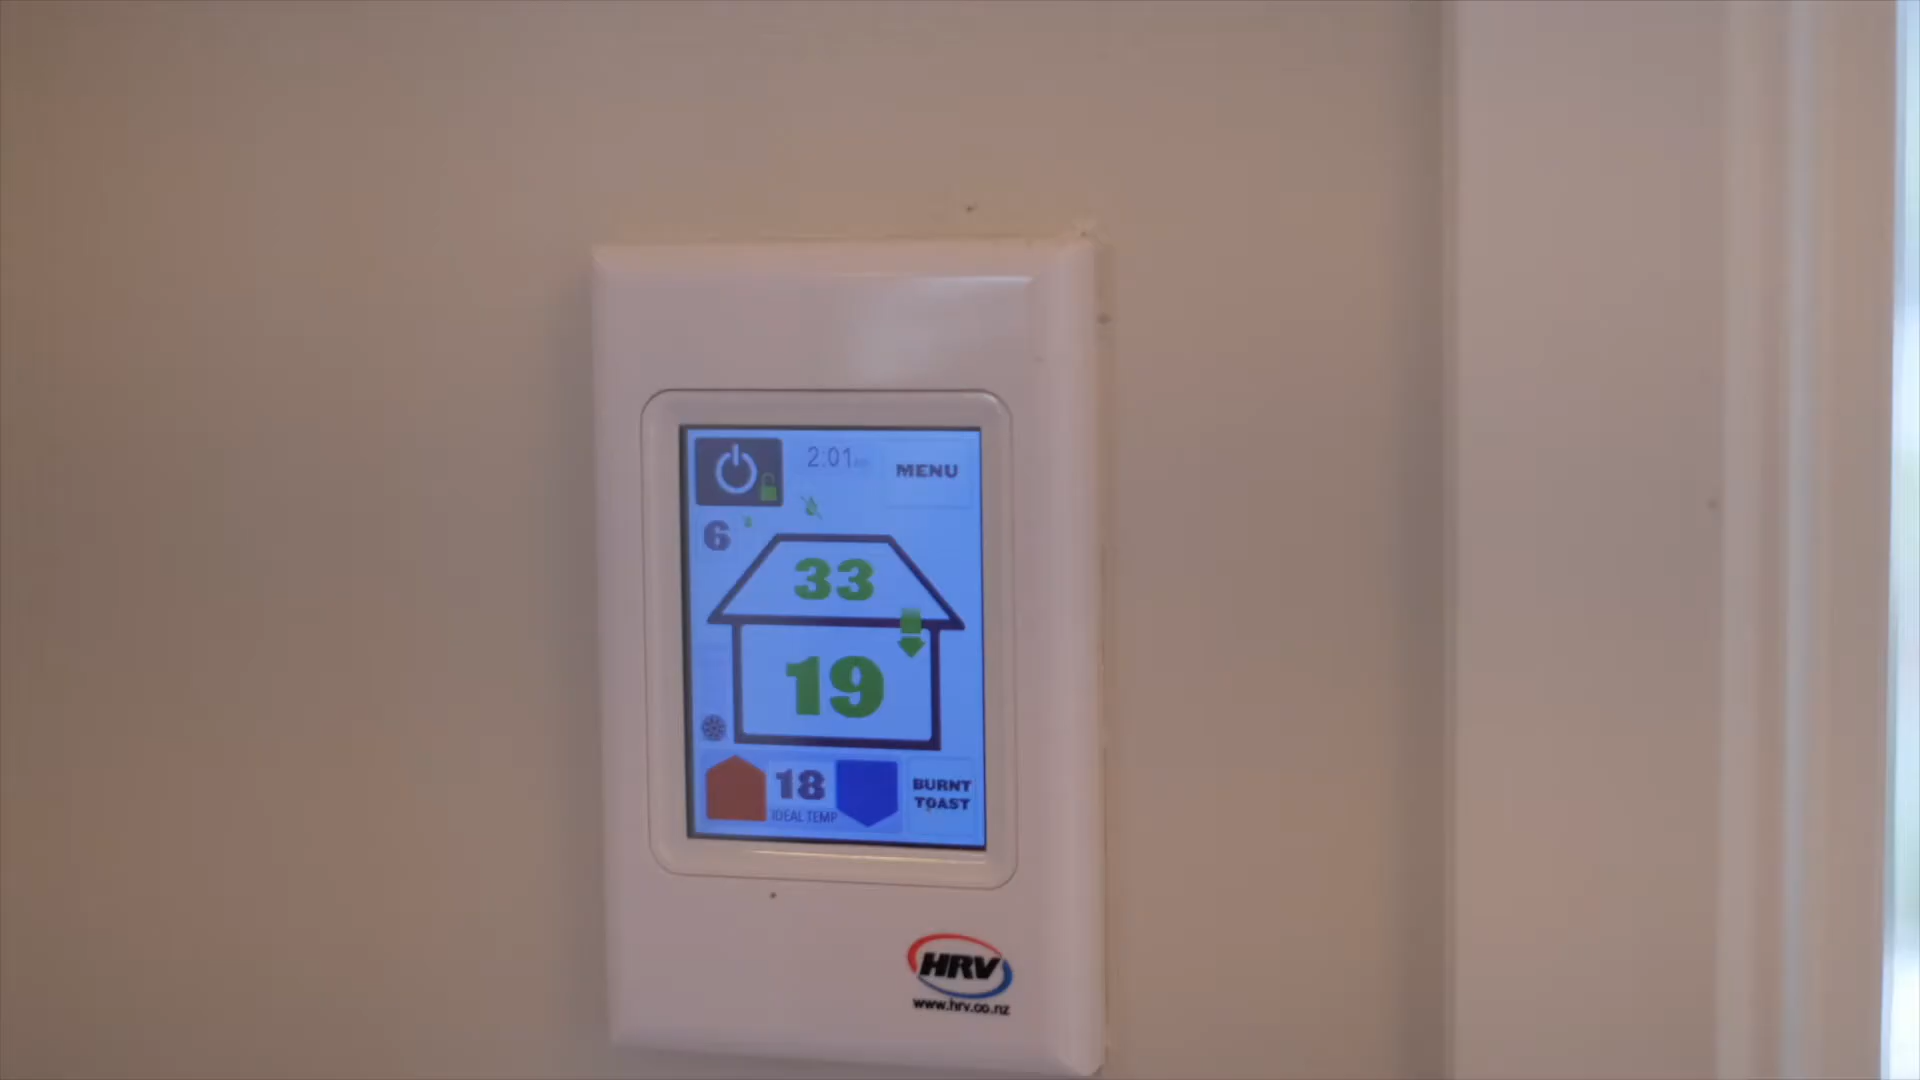 2:01
MENU
6
33
19
18
IDEAL TEMP
BURNT
TOAST
HRV
www.hrv.co.nz